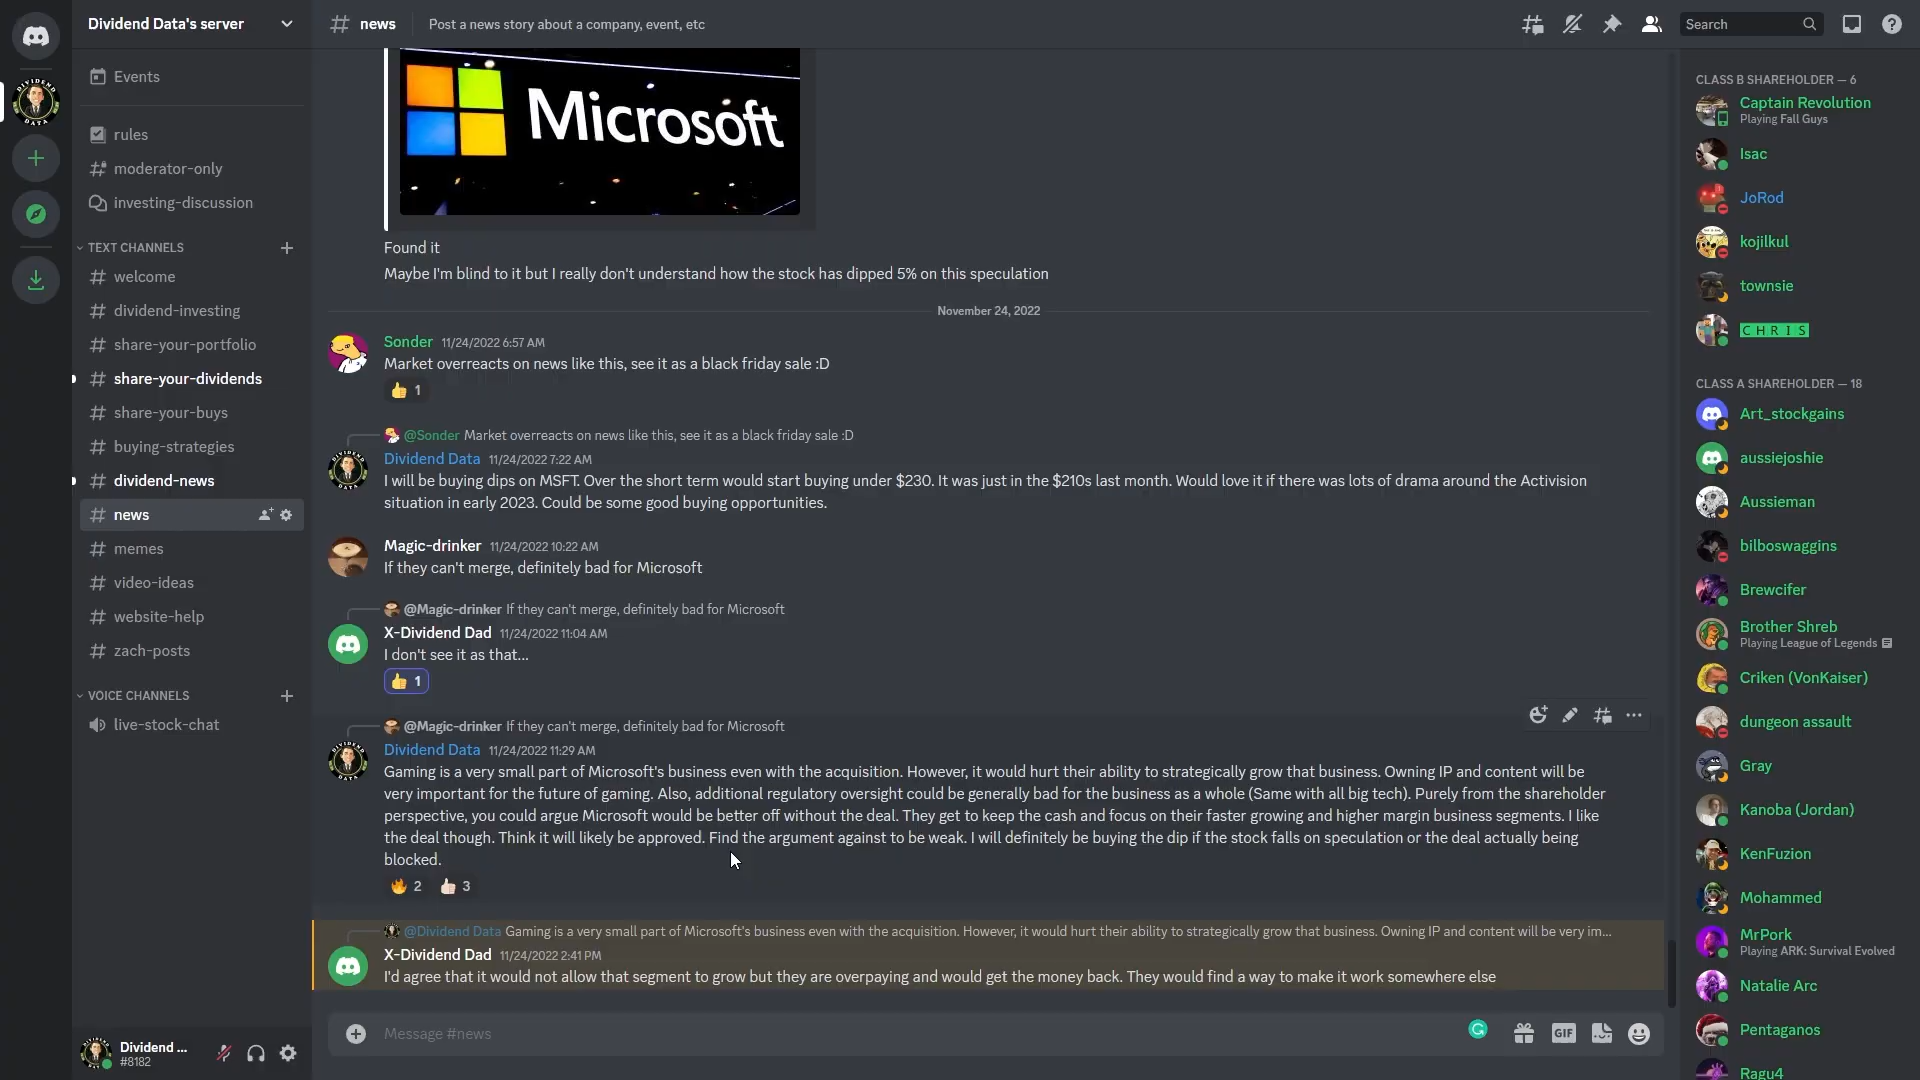 Dividend Data's server
news
Post a news story about a company, event, etc
Search
Events
rules
moderator-only
investing-discussion
TEXT CHANNELS
welcome
dividend-investing
share-your-portfolio
share-your-dividends
share-your-buys
buying-strategies
dividend-news
news
memes
video-ideas
website-help
zach-posts
VOICE CHANNELS
live-stock-chat
Dividend ...
#8182
Microsoft
Found it
Maybe I'm blind to it but I really don't understand how the stock has dipped 5% on this speculation
November 24, 2022
Sonder 11/24/2022 6:57 AM
Market overreacts on news like this, see it as a black friday sale :D
1
@Sonder Market overreacts on news like this, see it as a black friday sale :D
Dividend Data 11/24/2022 7:22 AM
I will be buying dips on MSFT. Over the short term would start buying under $230. It was just in the $210s last month. Would love it if there was lots of drama around the Activision
situation in early 2023. Could be some good buying opportunities.
Magic-drinker 11/24/2022 10:22 AM
If they can't merge, definitely bad for Microsoft
@Magic-drinker If they can't merge, definitely bad for Microsoft
X-Dividend Dad 11/24/2022 11:04 AM
I don't see it as that...
1
@Magic-drinker If they can't merge, definitely bad for Microsoft
Dividend Data 11/24/2022 11:29 AM
Gaming is a very small part of Microsoft's business even with the acquisition. However, it would hurt their ability to strategically grow that business. Owning IP and content will be
very important for the future of gaming. Also, additional regulatory oversight could be generally bad for the business as a whole (Same with all big tech). Purely from the shareholder
perspective, you could argue Microsoft would be better off without the deal. They get to keep the cash and focus on their faster growing and higher margin business segments. I like
the deal though. Think it will likely be approved. Find the argument against to be weak. I will definitely be buying the dip if the stock falls on speculation or the deal actually being
blocked.
2 3
@Dividend Data Gaming is a very small part of Microsoft's business even with the acquisition. However, it would hurt their ability to strategically grow that business. Owning IP and content will be very im...
X-Dividend Dad 11/24/2022 2:41 PM
I'd agree that it would not allow that segment to grow but they are overpaying and would get the money back. They would find a way to make it work somewhere else
Message #news
GIF
CLASS B SHAREHOLDER — 6
Captain Revolution
Playing Fall Guys
Isac
JoRod
kojilkul
townsie
CHRIS
CLASS A SHAREHOLDER — 18
Art_stockgains
aussiejoshie
Aussieman
bilboswaggins
Brewcifer
Brother Shreb
Playing League of Legends
Criken (VonKaiser)
dungeon assault
Gray
Kanoba (Jordan)
KenFuzion
Mohammed
MrPork
Playing ARK: Survival Evolved
Natalie Arc
Pentaganos
Ragu4